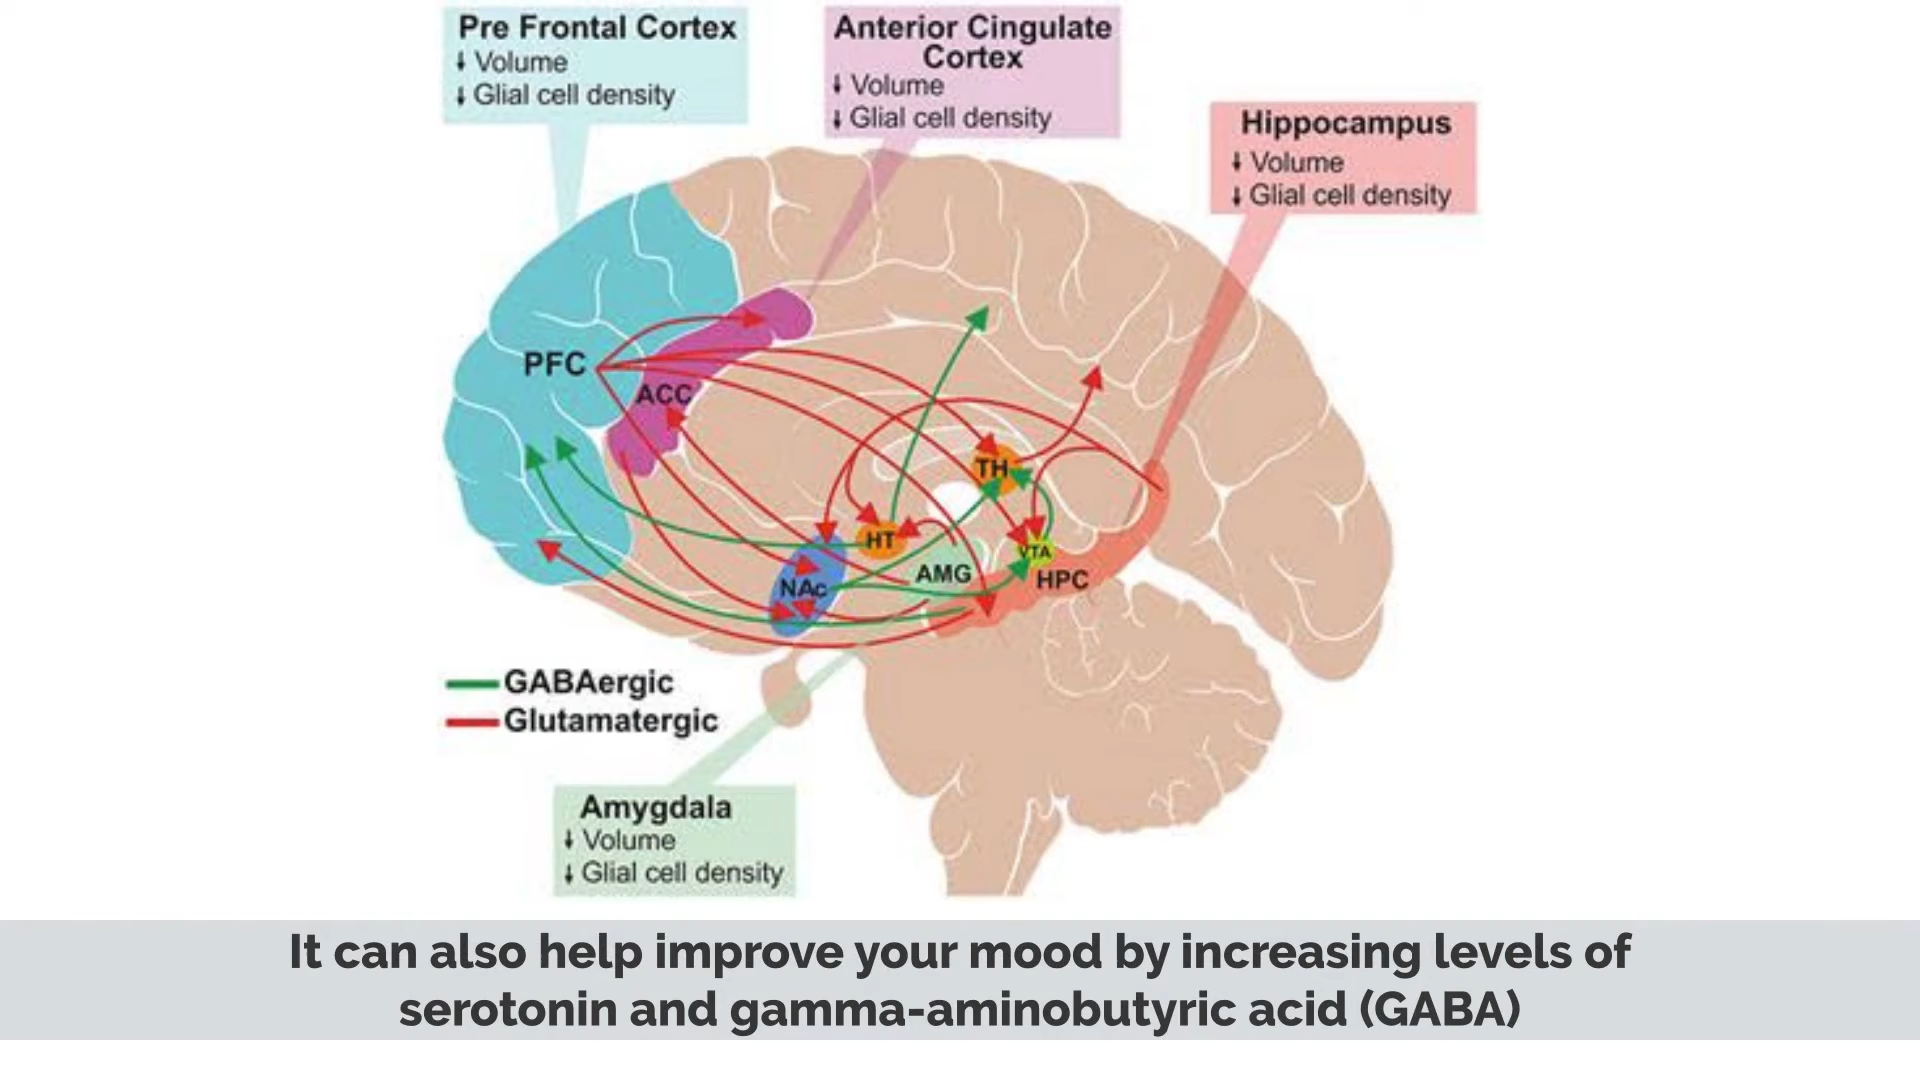 Pre Frontal Cortex
↓ Volume
↓ Glial cell density
Anterior Cingulate
Cortex
↓ Volume
↓ Glial cell density
Hippocampus
↓ Volume
↓ Glial cell density
PFC
ACC
TH
HT
VTA
AMG
HPC
NAc
GABAergic
Glutamatergic
Amygdala
↓ Volume
↓ Glial cell density
It can also help improve your mood by increasing levels of
serotonin and gamma-aminobutyric acid (GABA)